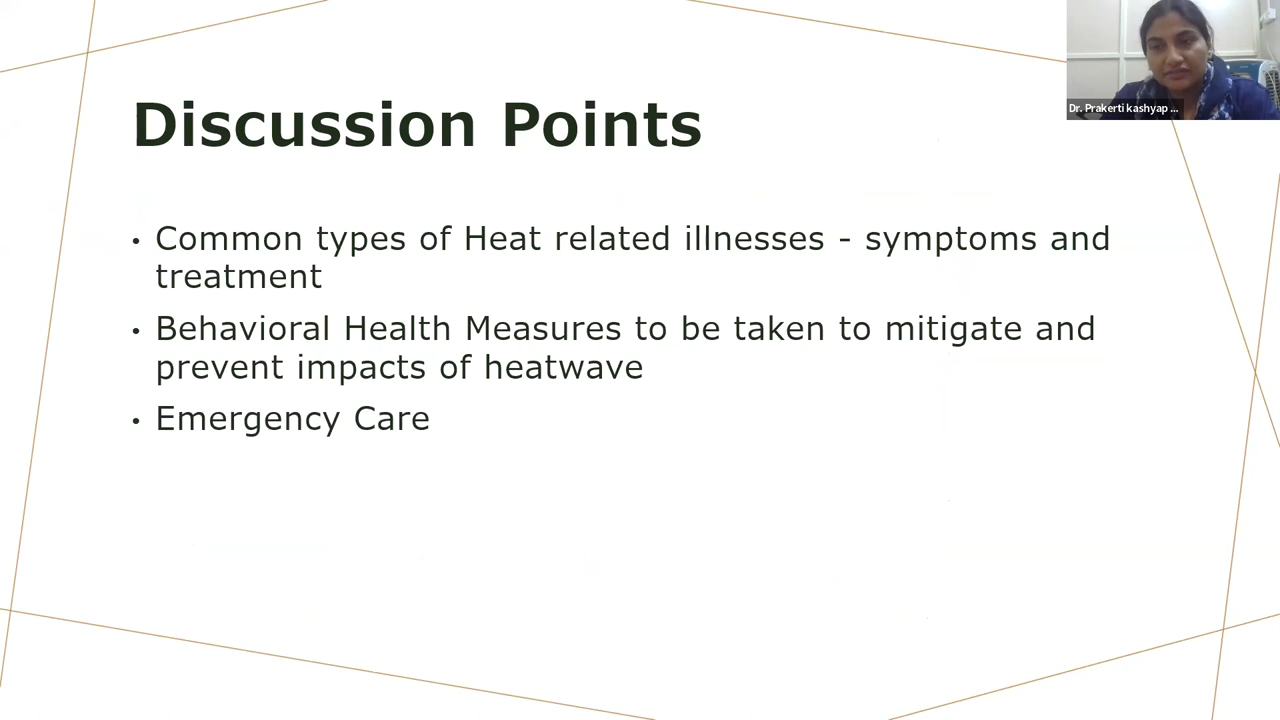 Dr. Prakerti kashyap ...
Discussion Points
• Common types of Heat related illnesses - symptoms and
treatment
• Behavioral Health Measures to be taken to mitigate and
prevent impacts of heatwave
• Emergency Care